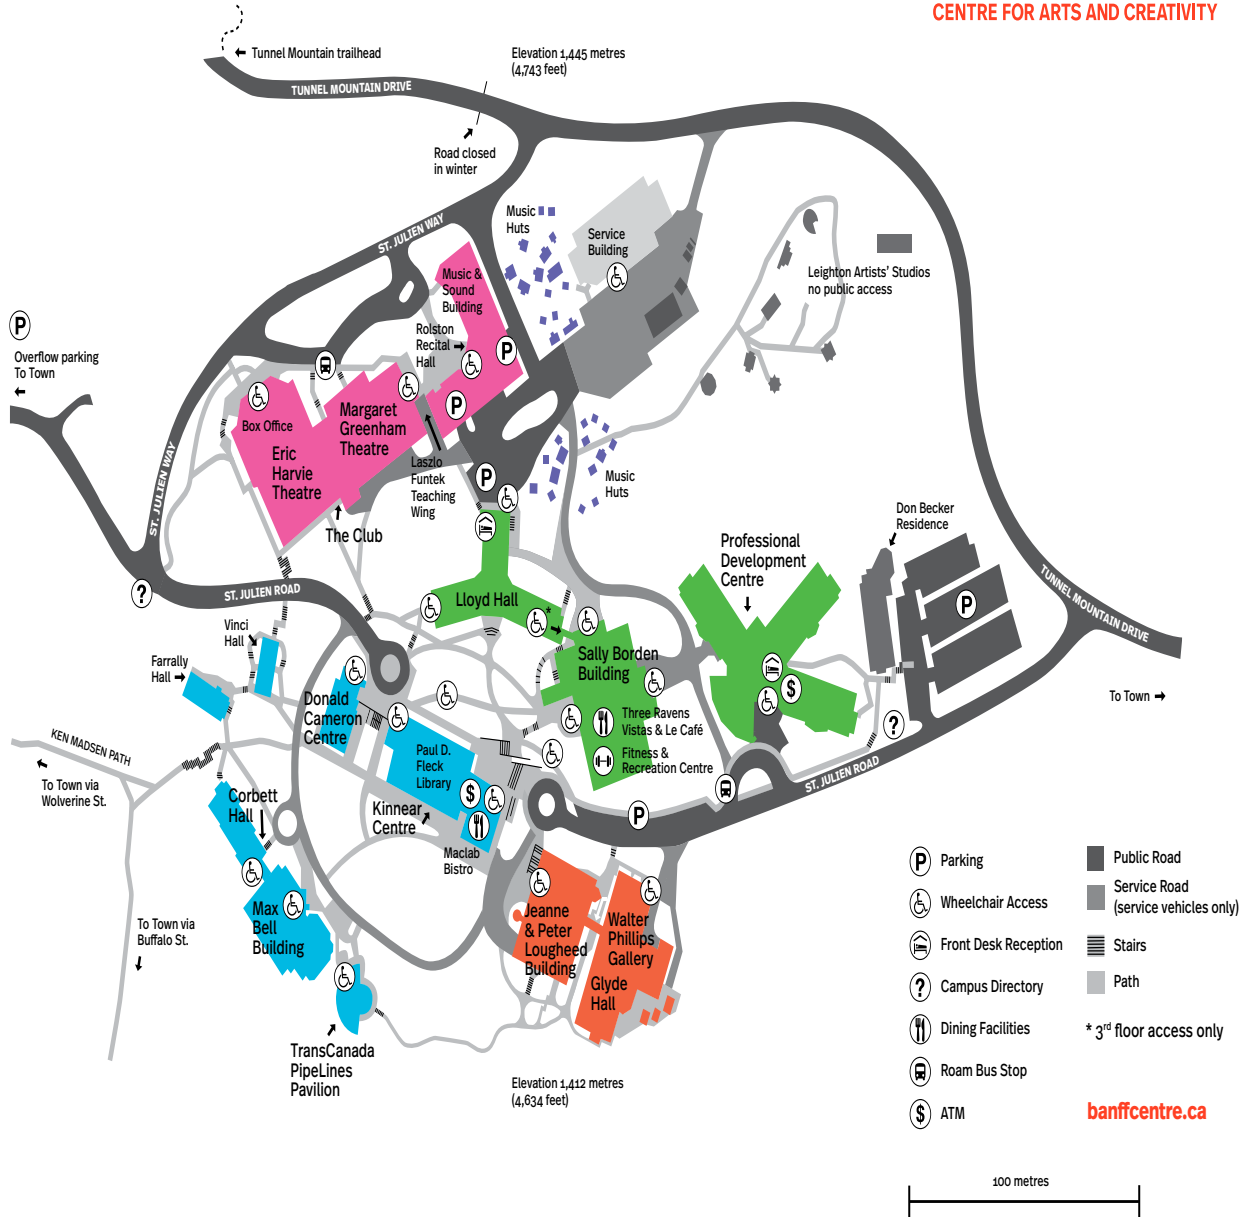 CENTRE FOR ARTS AND CREATIVITY
Tunnel Mountain trailhead
Elevation 1,445 metres
(4,743 feet)
TUNNEL MOUNTAIN DRIVE
Road closed
in winter
ST. JULIEN WAY
Music
Huts
Service
Building
Leighton Artists' Studios
no public access
Music &
Sound
Building
Rolston
Recital
Hall
P
P
Overflow parking
To Town
P
Box Office
Margaret
Greenham
Theatre
Eric
Harvie
Theatre
ST. JULIEN WAY
Laszlo
Funtek
Teaching
Wing
P
Music
Huts
The Club
Don Becker
Residence
Professional
Development
Centre
P
TUNNEL MOUNTAIN DRIVE
?
ST. JULIEN ROAD
Lloyd Hall
*
Vinci
Hall
Farrally
Hall
Sally Borden
Building
$
To Town
Donald
Cameron
Centre
Three Ravens
Vistas & Le Café
?
KEN MADSEN PATH
Paul D.
Fleck
Library
Fitness &
Recreation Centre
ST. JULIEN ROAD
To Town via
Wolverine St.
Corbett
Hall
$
Kinnear
Centre
P
Maclab
Bistro
To Town via
Buffalo St.
Max
Bell
Building
Jeanne
& Peter
Lougheed
Building
Walter
Phillips
Gallery
Glyde
Hall
TransCanada
PipeLines
Pavilion
Elevation 1,412 metres
(4,634 feet)
P Parking
Wheelchair Access
Front Desk Reception
? Campus Directory
Dining Facilities
Roam Bus Stop
$ ATM
Public Road
Service Road
(service vehicles only)
Stairs
Path
* 3rd floor access only
banffcentre.ca
100 metres